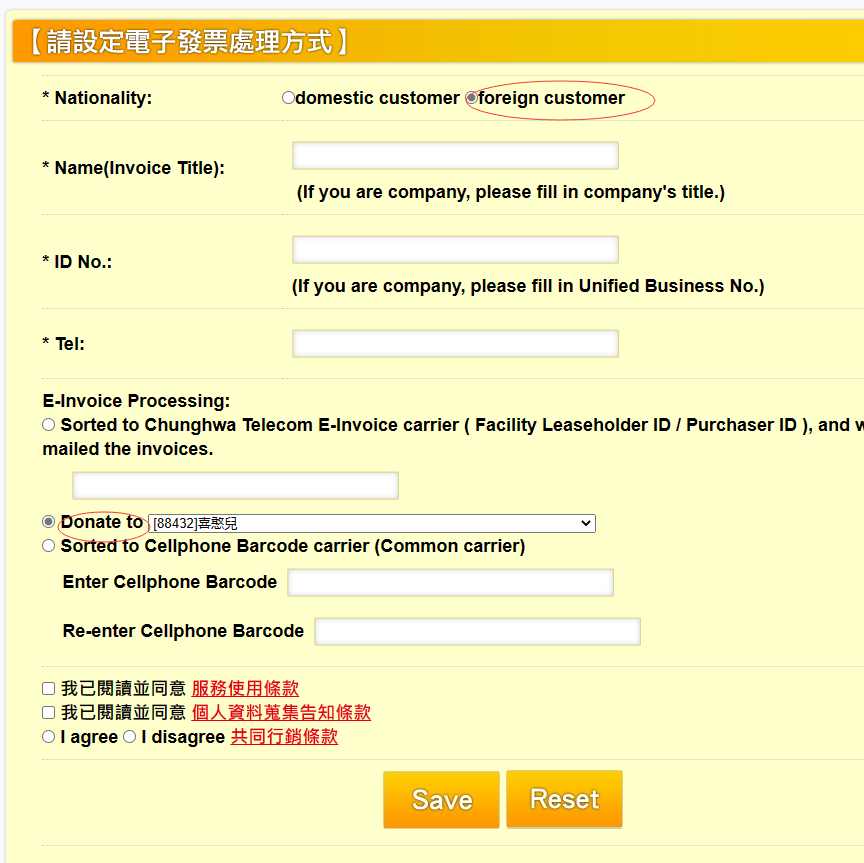 【請設定電子發票處理方式】
* Nationality: domestic customer foreign customer
* Name(Invoice Title):
(If you are company, please fill in company's title.)
* ID No.:
(If you are company, please fill in Unified Business No.)
* Tel:
E-Invoice Processing:
Sorted to Chunghwa Telecom E-Invoice carrier ( Facility Leaseholder ID / Purchaser ID ), and
mailed the invoices.
Donate to [88432]喜憨兒
Sorted to Cellphone Barcode carrier (Common carrier)
Enter Cellphone Barcode
Re-enter Cellphone Barcode
我已閱讀並同意 服務使用條款
我已閱讀並同意 個人資料蒐集告知條款
I agree I disagree 共同行銷條款
Save Reset